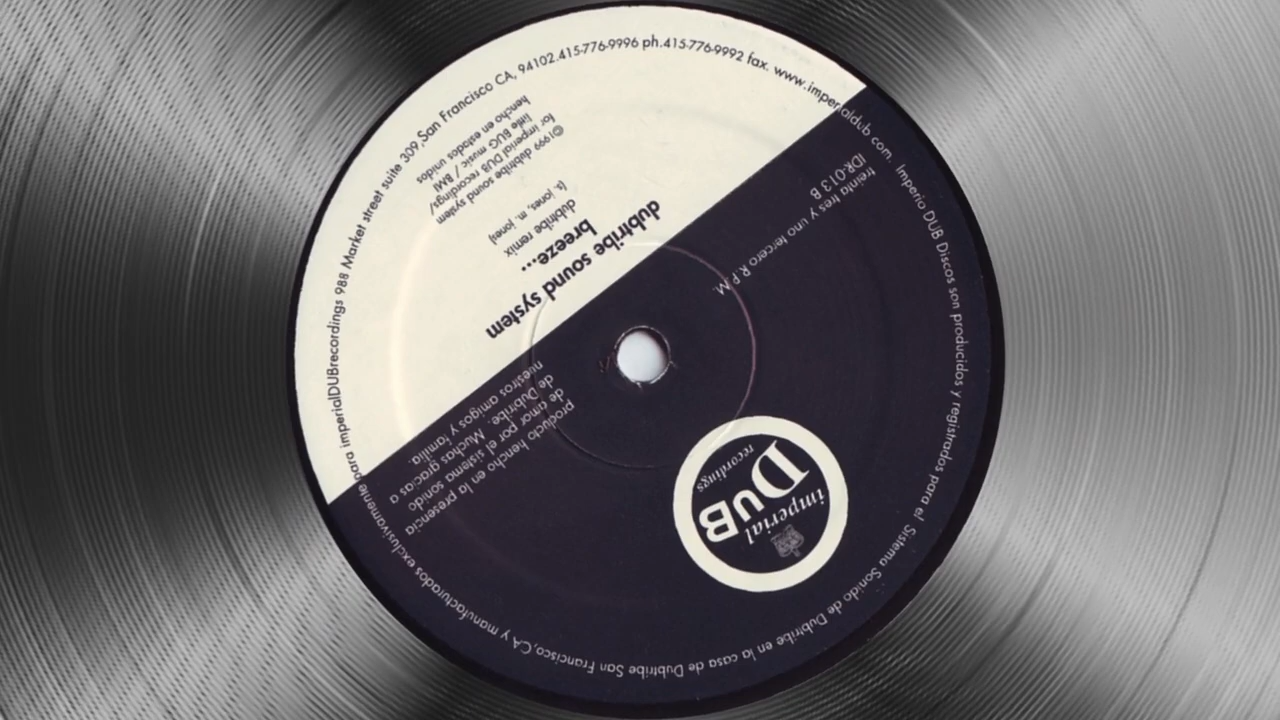 dubtribe sound system
breeze...
dubtribe remix
(s. jones, m. jones)
©1999 dubtribe sound system
for imperial DUB recordings/
little BUG music / BMI
hencho en estados unidos
IDR-013 B
treinta tres y uno tercero R.P.M.
producto hencho en la presencia
de amor por el sistema sonido
de Dubtribe. Muchas gracias a
nuestros amigos y familia.
imperial
DUB
recordings
Imperio DUB Discos son producidos y registrados para el Sistema Sonido de Dubtribe en la casa de Dubtribe San Francisco,CA y manufacturados exclusivamente para imperialDUBrecordings 988 Market street suite 309,San Francisco CA, 94102.415-776-9996 ph.415-776-9992 fax. www.imperialdub.com.